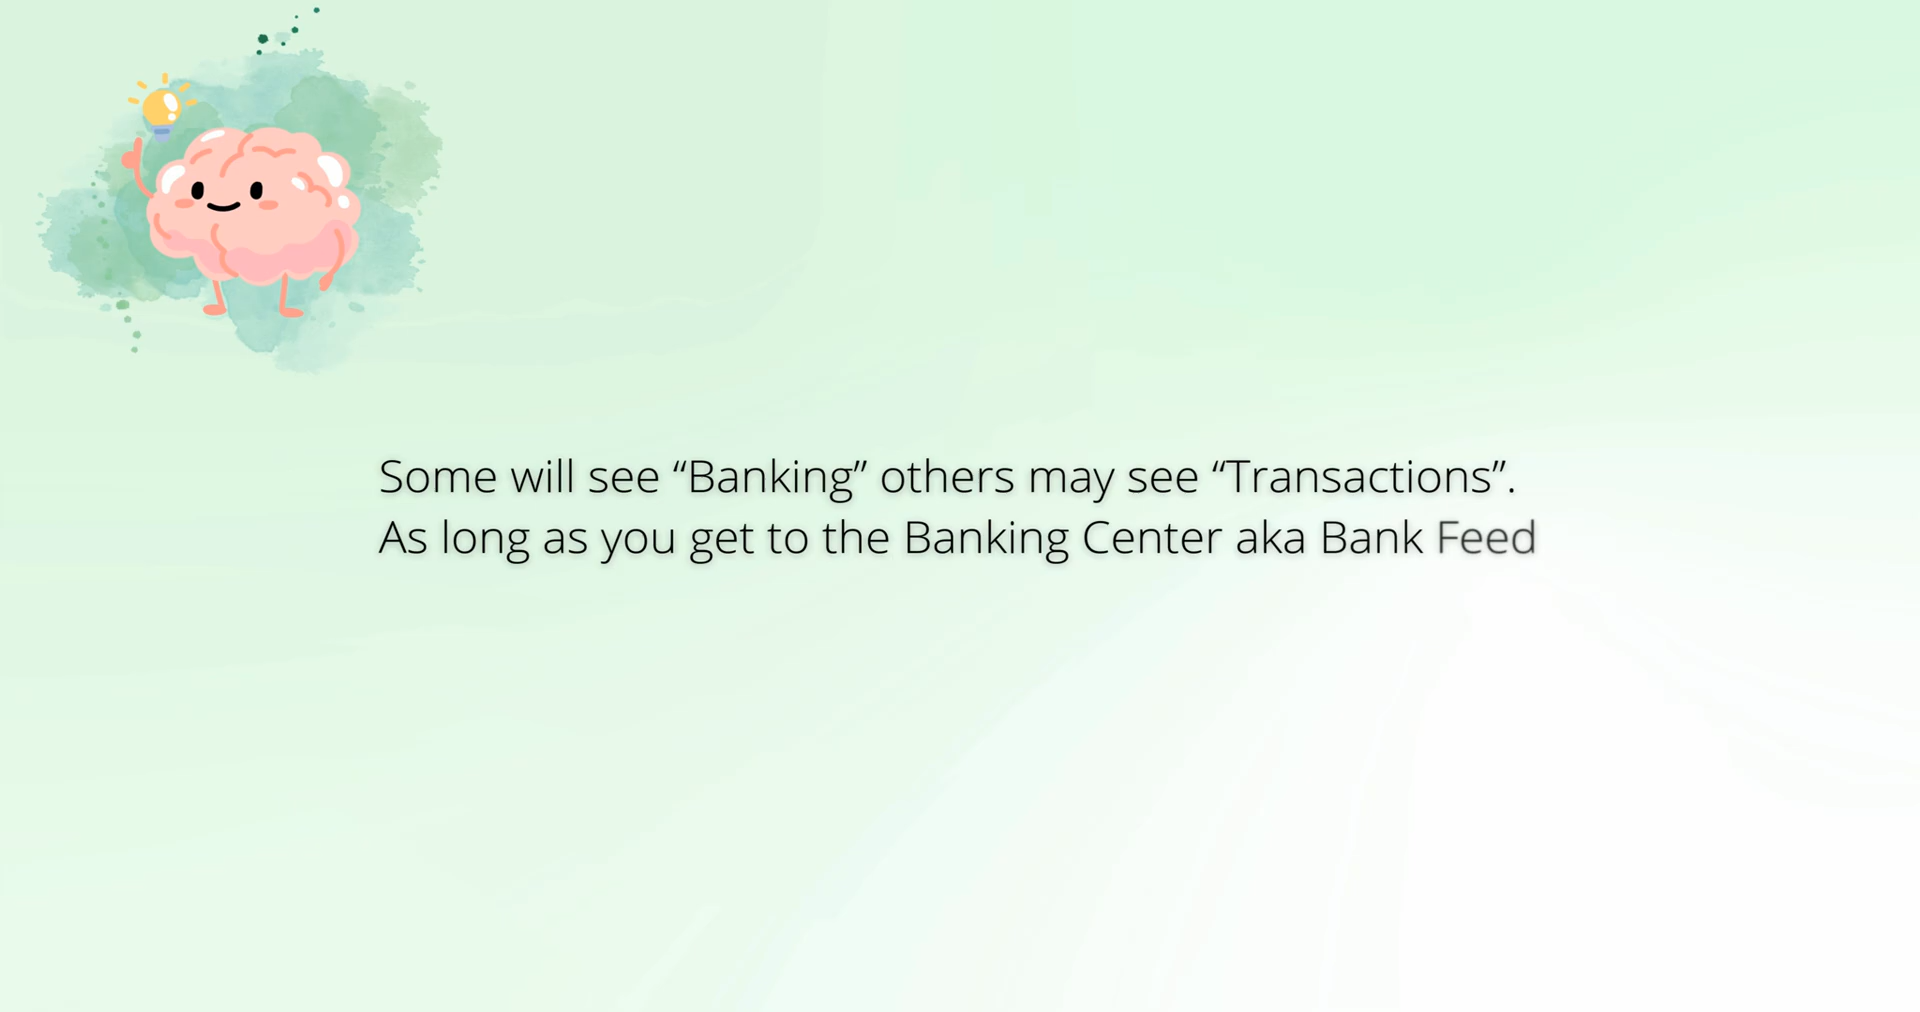 Some will see “Banking” others may see “Transactions”.
As long as you get to the Banking Center aka Bank Feed